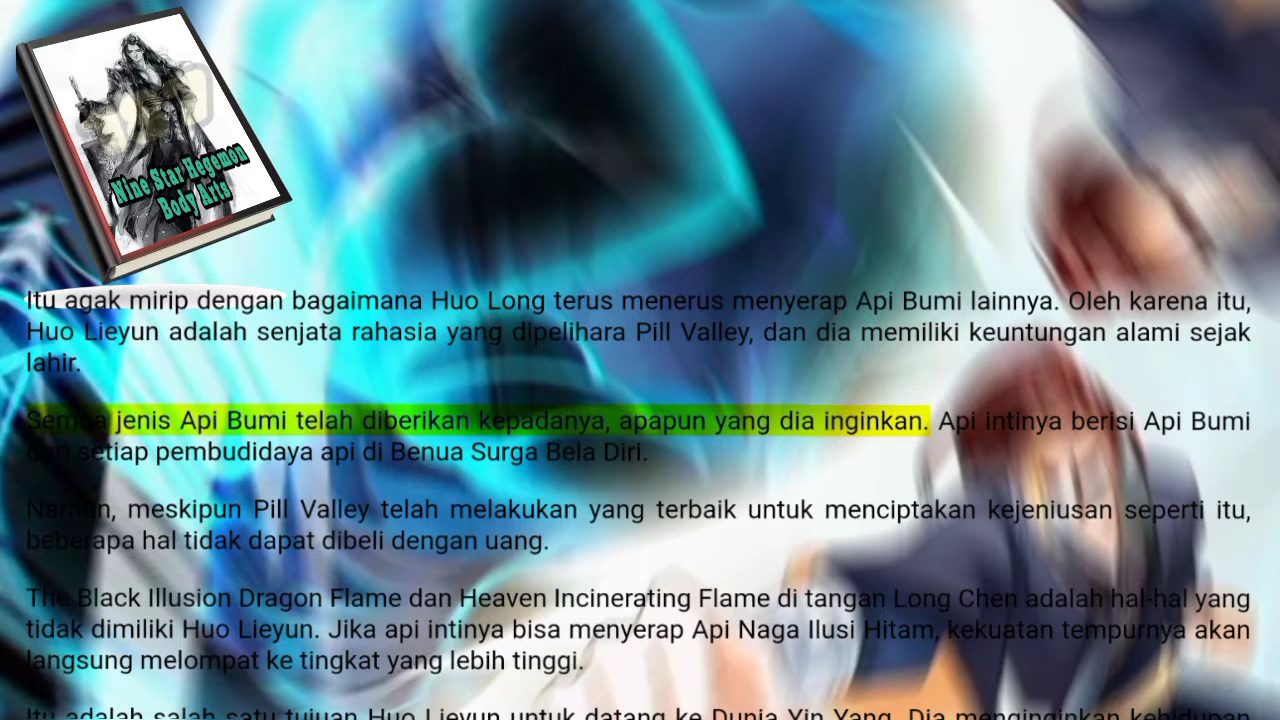 Nine Star Hegemon
Body Arts
Itu agak mirip dengan bagaimana Huo Long terus menerus menyerap Api Bumi lainnya. Oleh karena itu,
Huo Lieyun adalah senjata rahasia yang dipelihara Pill Valley, dan dia memiliki keuntungan alami sejak
lahir.
Semua jenis Api Bumi telah diberikan kepadanya, apapun yang dia inginkan. Api intinya berisi Api Bumi
dan setiap pembudidaya api di Benua Surga Bela Diri.
Namun, meskipun Pill Valley telah melakukan yang terbaik untuk menciptakan kejeniusan seperti itu,
beberapa hal tidak dapat dibeli dengan uang.
The Black Illusion Dragon Flame dan Heaven Incinerating Flame di tangan Long Chen adalah hal-hal yang
tidak dimiliki Huo Lieyun. Jika api intinya bisa menyerap Api Naga Ilusi Hitam, kekuatan tempurnya akan
langsung melompat ke tingkat yang lebih tinggi.
Itu adalah salah satu tujuan Huo Lieyun untuk datang ke Dunia Yin Yang. Dia menginginkan kehidupan